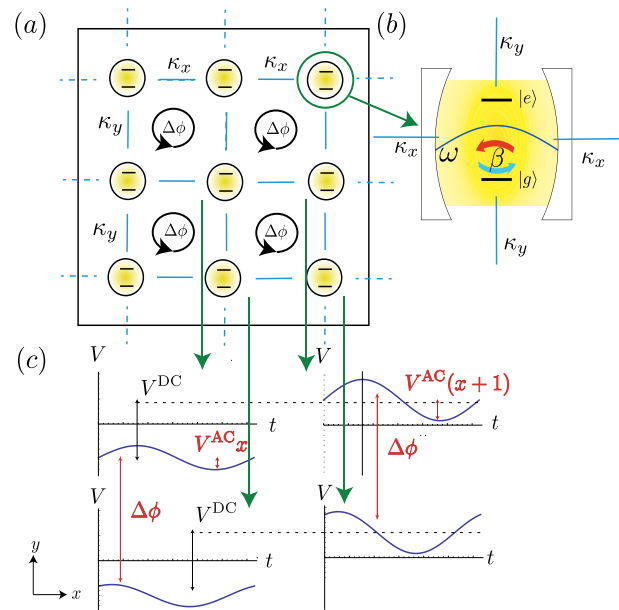 (a)
κx κx
κy Δϕ Δϕ
κy Δϕ Δϕ
(b)
κy
|e⟩
κx ω β κx
|g⟩
κy
(c)
V V
V^DC V^AC(x+1)
t t
V^AC x
Δϕ Δϕ
V V
V^DC
t t
y
x